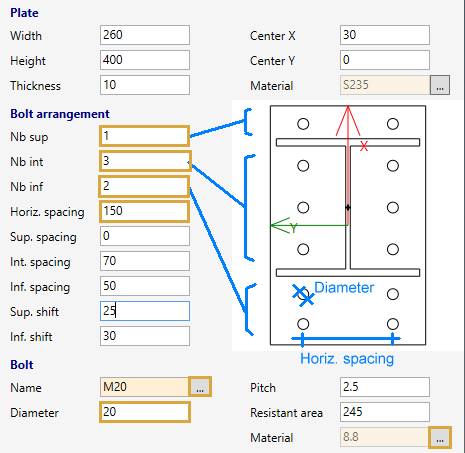 Plate
Width 260 Center X 30
Height 400 Center Y 0
Thickness 10 Material S235 ...
Bolt arrangement
Nb sup 1
X
Nb int 3
Nb inf 2
Horiz. spacing 150
Y
Sup. spacing 0
Int. spacing 70
Inf. spacing 50
Diameter
Sup. shift 25
Inf. shift 30
Horiz. spacing
Bolt
Name M20 ... Pitch 2.5
Diameter 20 Resistant area 245
Material 8.8 ...